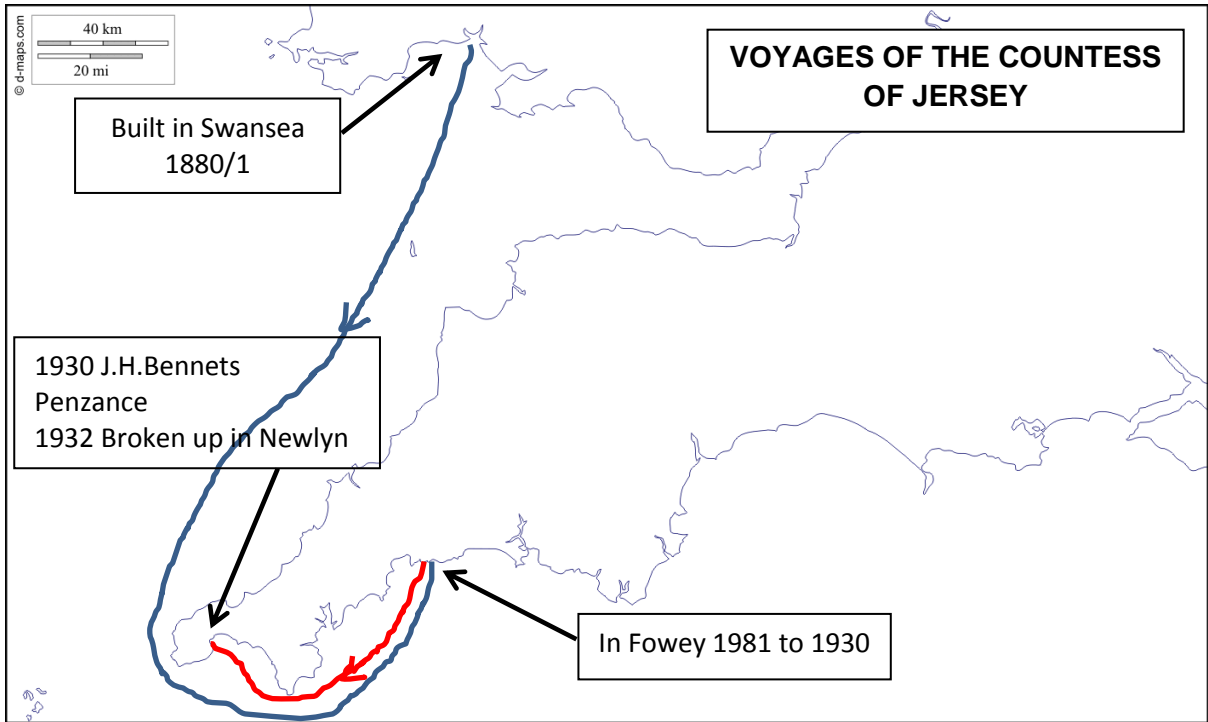 © d-maps.com
40 km
20 mi
VOYAGES OF THE COUNTESS
OF JERSEY
Built in Swansea
1880/1
1930 J.H.Bennets
Penzance
1932 Broken up in Newlyn
In Fowey 1981 to 1930